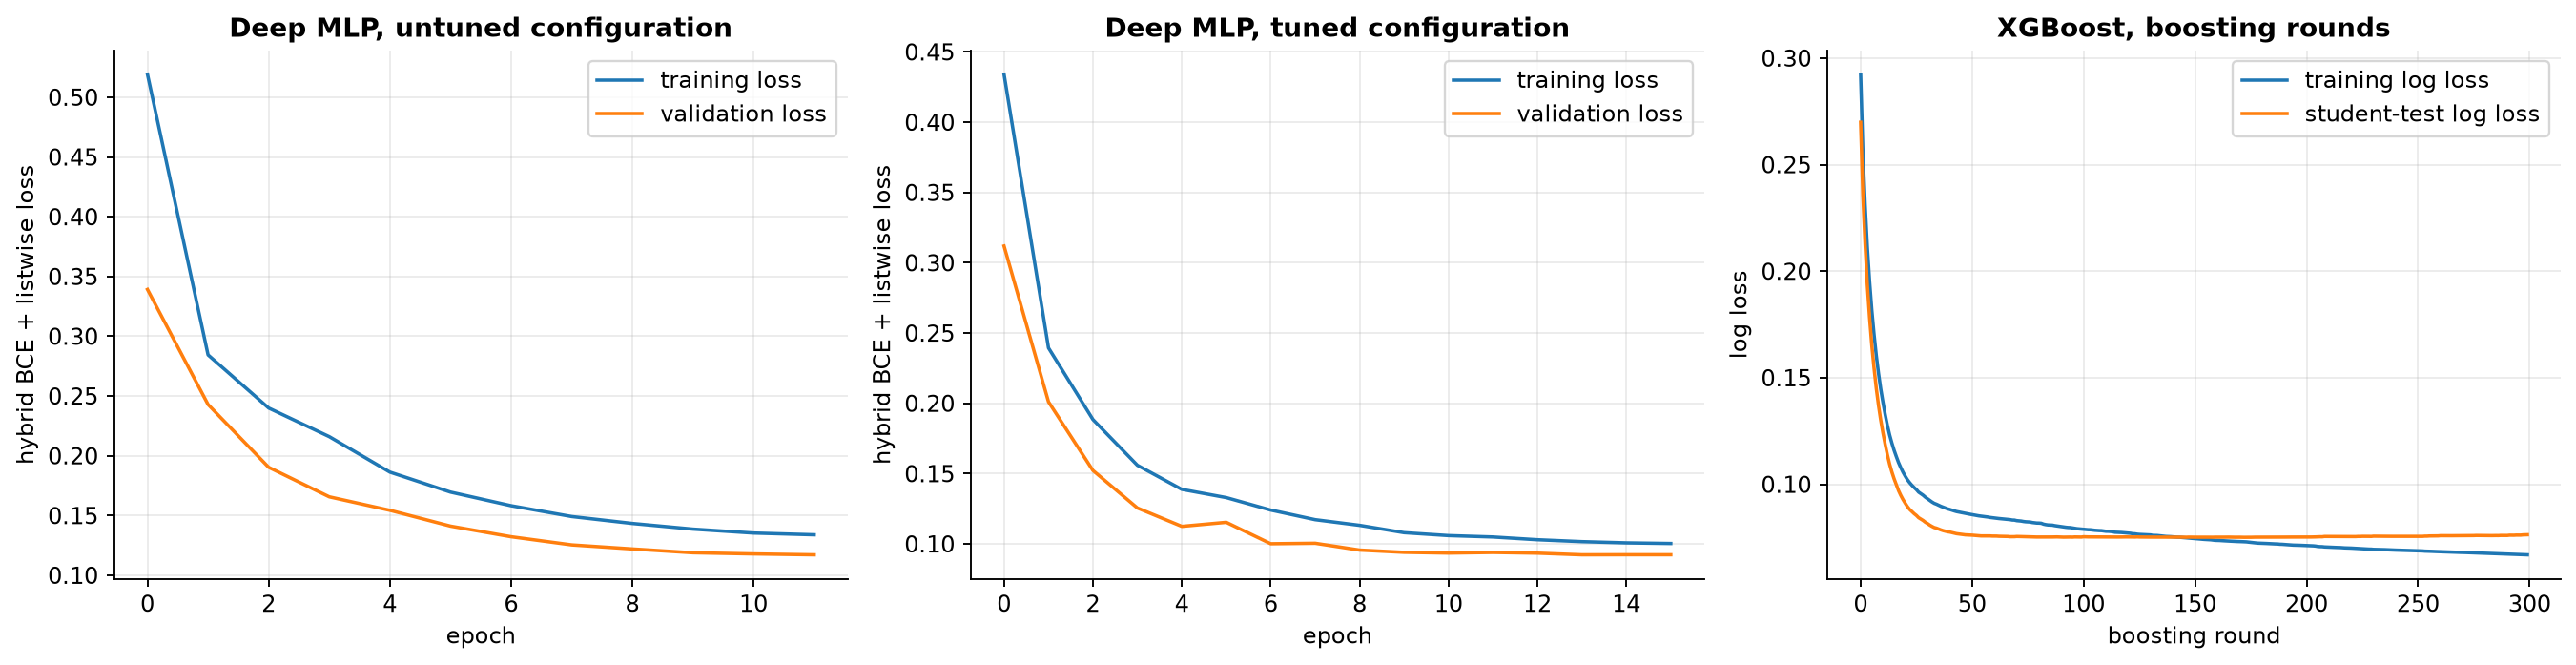 Deep MLP, untuned configuration
training loss
validation loss
0.50
0.45
0.40
0.35
0.30
0.25
0.20
0.15
0.10
hybrid BCE + listwise loss
0
2
4
6
8
10
epoch
Deep MLP, tuned configuration
training loss
validation loss
0.45
0.40
0.35
0.30
0.25
0.20
0.15
0.10
hybrid BCE + listwise loss
0
2
4
6
8
10
12
14
epoch
XGBoost, boosting rounds
training log loss
student-test log loss
0.30
0.25
0.20
0.15
0.10
log loss
0
50
100
150
200
250
300
boosting round